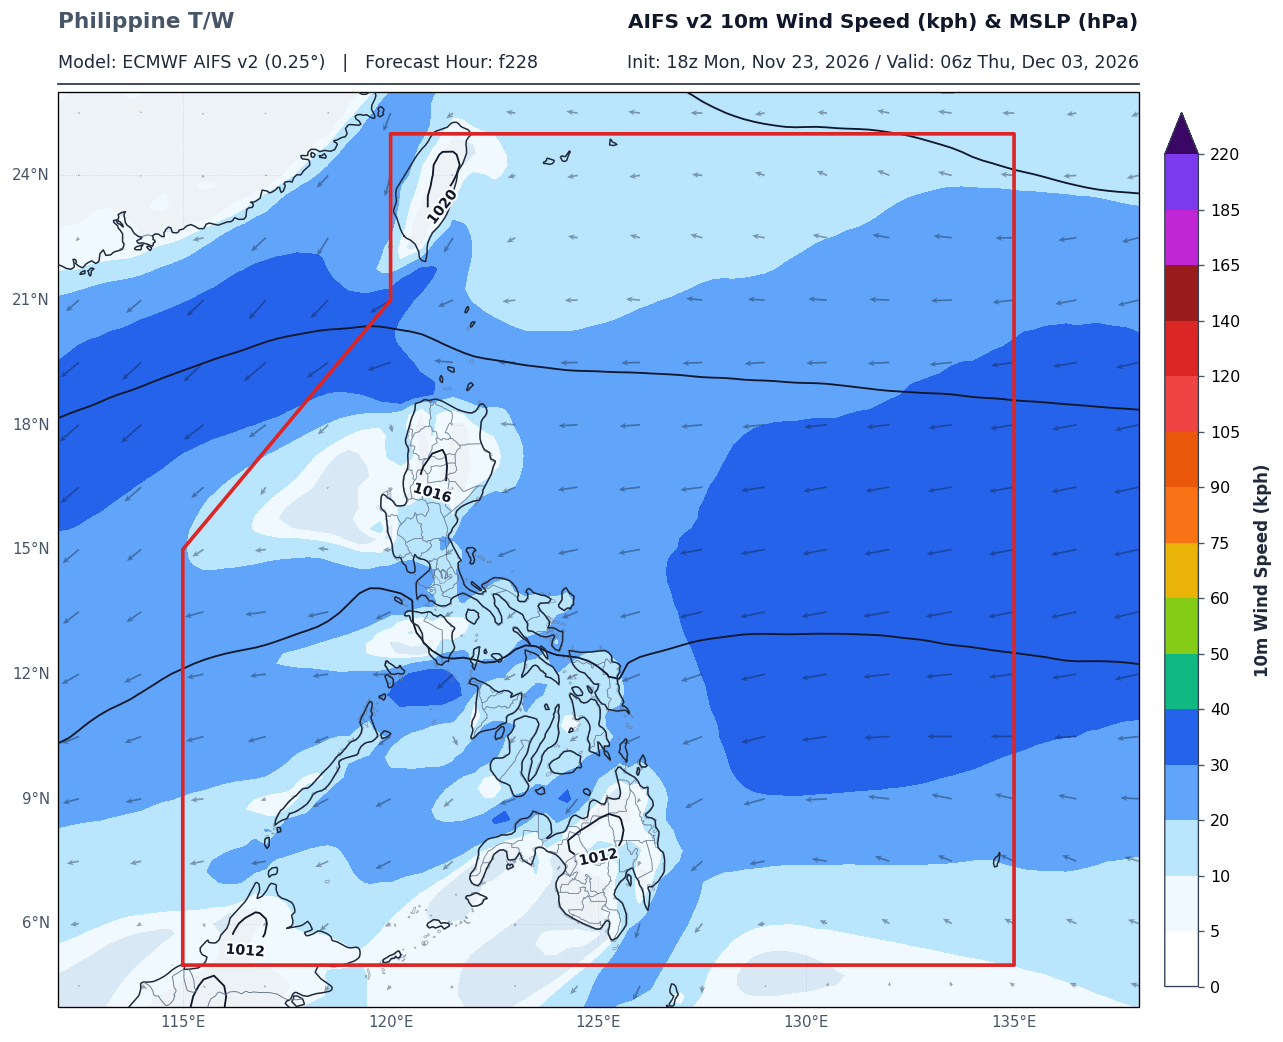 Philippine T/W
AIFS v2 10m Wind Speed (kph) & MSLP (hPa)
Model: ECMWF AIFS v2 (0.25°) | Forecast Hour: f228
Init: 18z Mon, Nov 23, 2026 / Valid: 06z Thu, Dec 03, 2026
24°N
21°N
18°N
15°N
12°N
9°N
6°N
1020
1016
1012
1012
115°E
120°E
125°E
130°E
135°E
220
185
165
140
120
105
90
75
60
50
40
30
20
10
5
0
10m Wind Speed (kph)